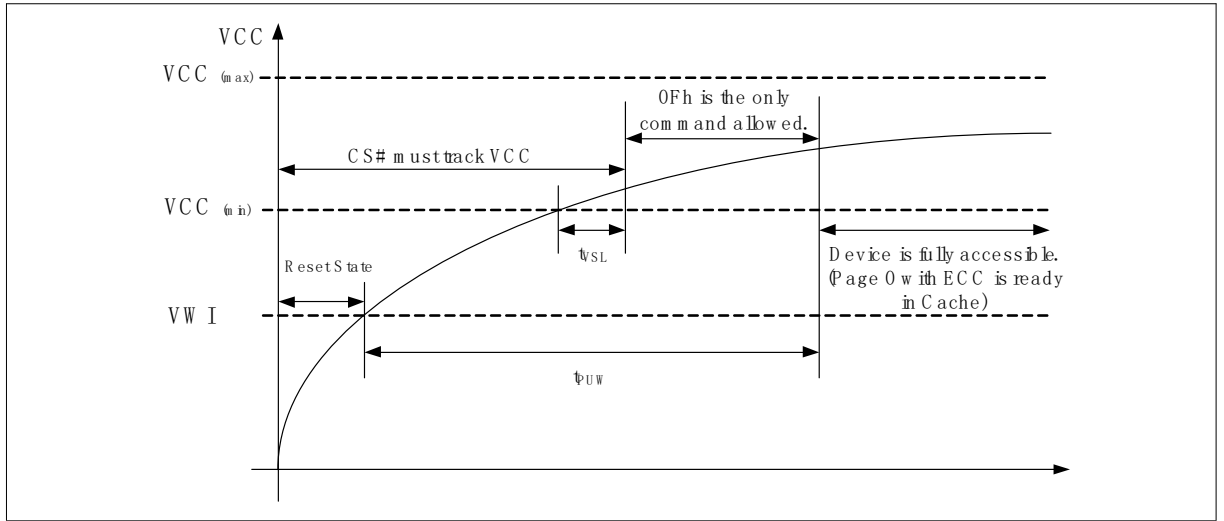 VCC
VCC (max)
0Fh is the only
command allowed.
CS# must track VCC
VCC (min)
tVSL
Device is fully accessible.
(Page 0 with ECC is ready
in Cache)
Reset State
VWI
tPUW